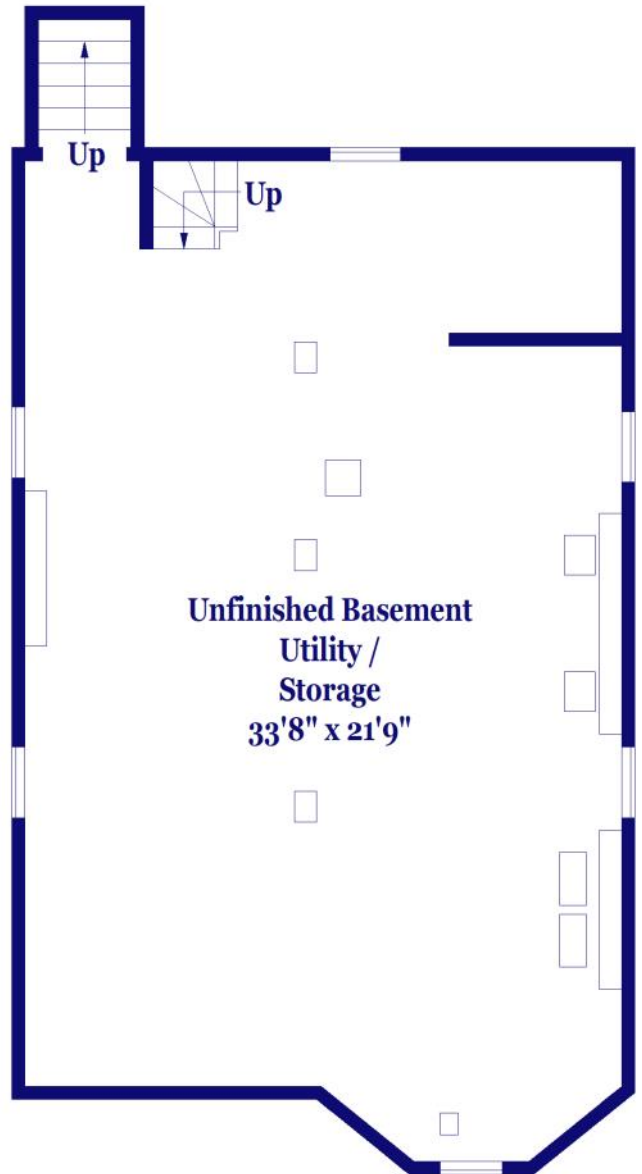 Up
Up
Unfinished Basement
Utility /
Storage
33'8" x 21'9"